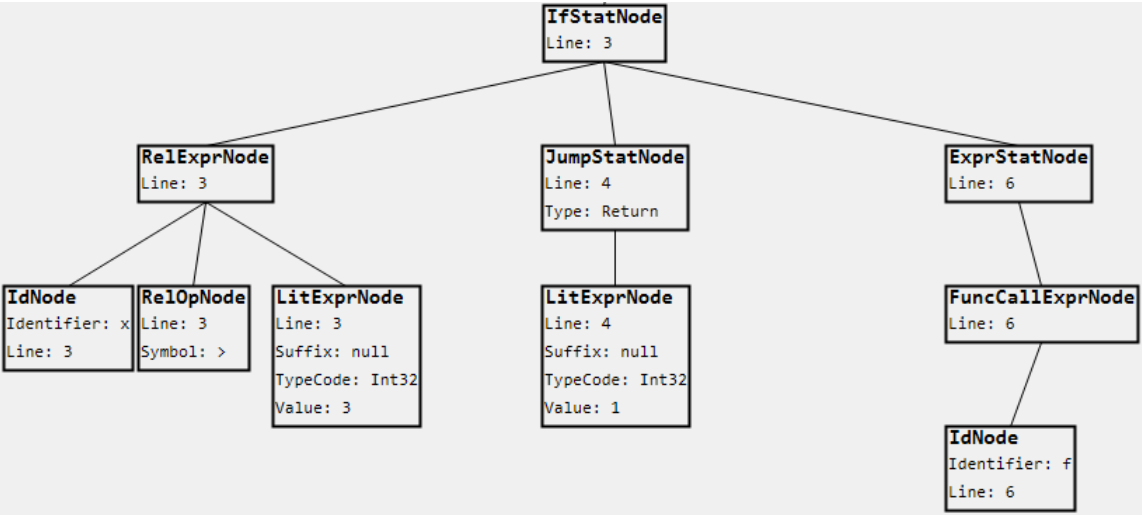 IfStatNode
Line: 3
RelExprNode
Line: 3
JumpStatNode
Line: 4
Type: Return
ExprStatNode
Line: 6
IdNode
Identifier: x
Line: 3
RelOpNode
Line: 3
Symbol: >
LitExprNode
Line: 3
Suffix: null
TypeCode: Int32
Value: 3
LitExprNode
Line: 4
Suffix: null
TypeCode: Int32
Value: 1
FuncCallExprNode
Line: 6
IdNode
Identifier: f
Line: 6